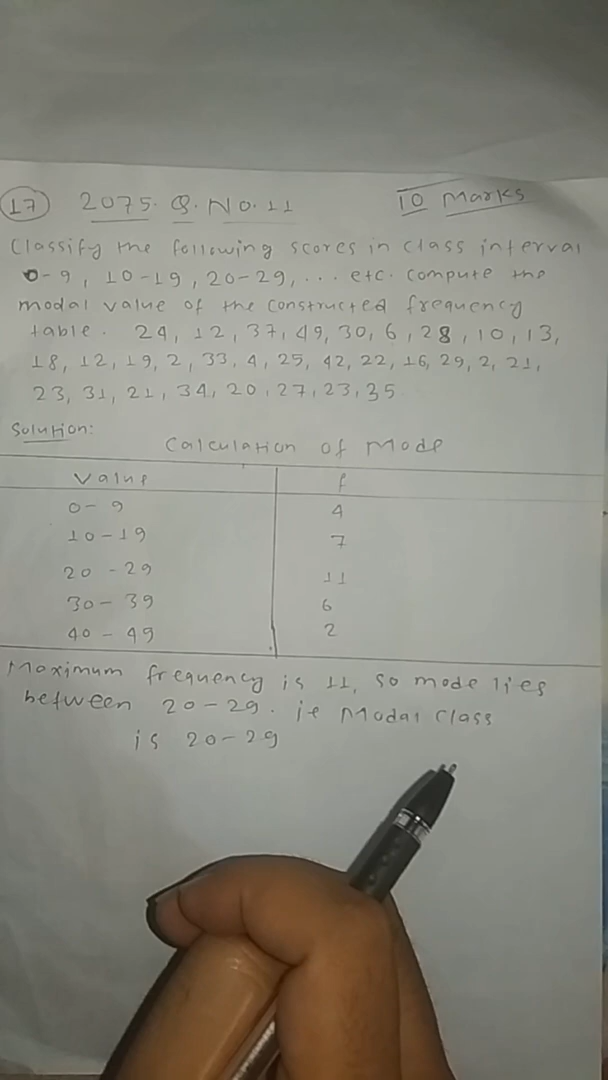 17 2075. Q. NO. 11 10 Marks
Classify the following scores in class interval
0-9, 10-19, 20-29, ... etc. compute the
modal value of the constructed frequency
table. 24, 12, 37, 49, 30, 6, 28, 10, 13,
18, 12, 19, 2, 33, 4, 25, 42, 22, 16, 29, 2, 21,
23, 31, 21, 34, 20, 27, 23, 35
Solution:
Calculation of Mode
Value f
0-9 4
10-19 7
20-29 11
30-39 6
40-49 2
Maximum frequency is 11, so mode lies
between 20-29. ie Modal class
is 20-29